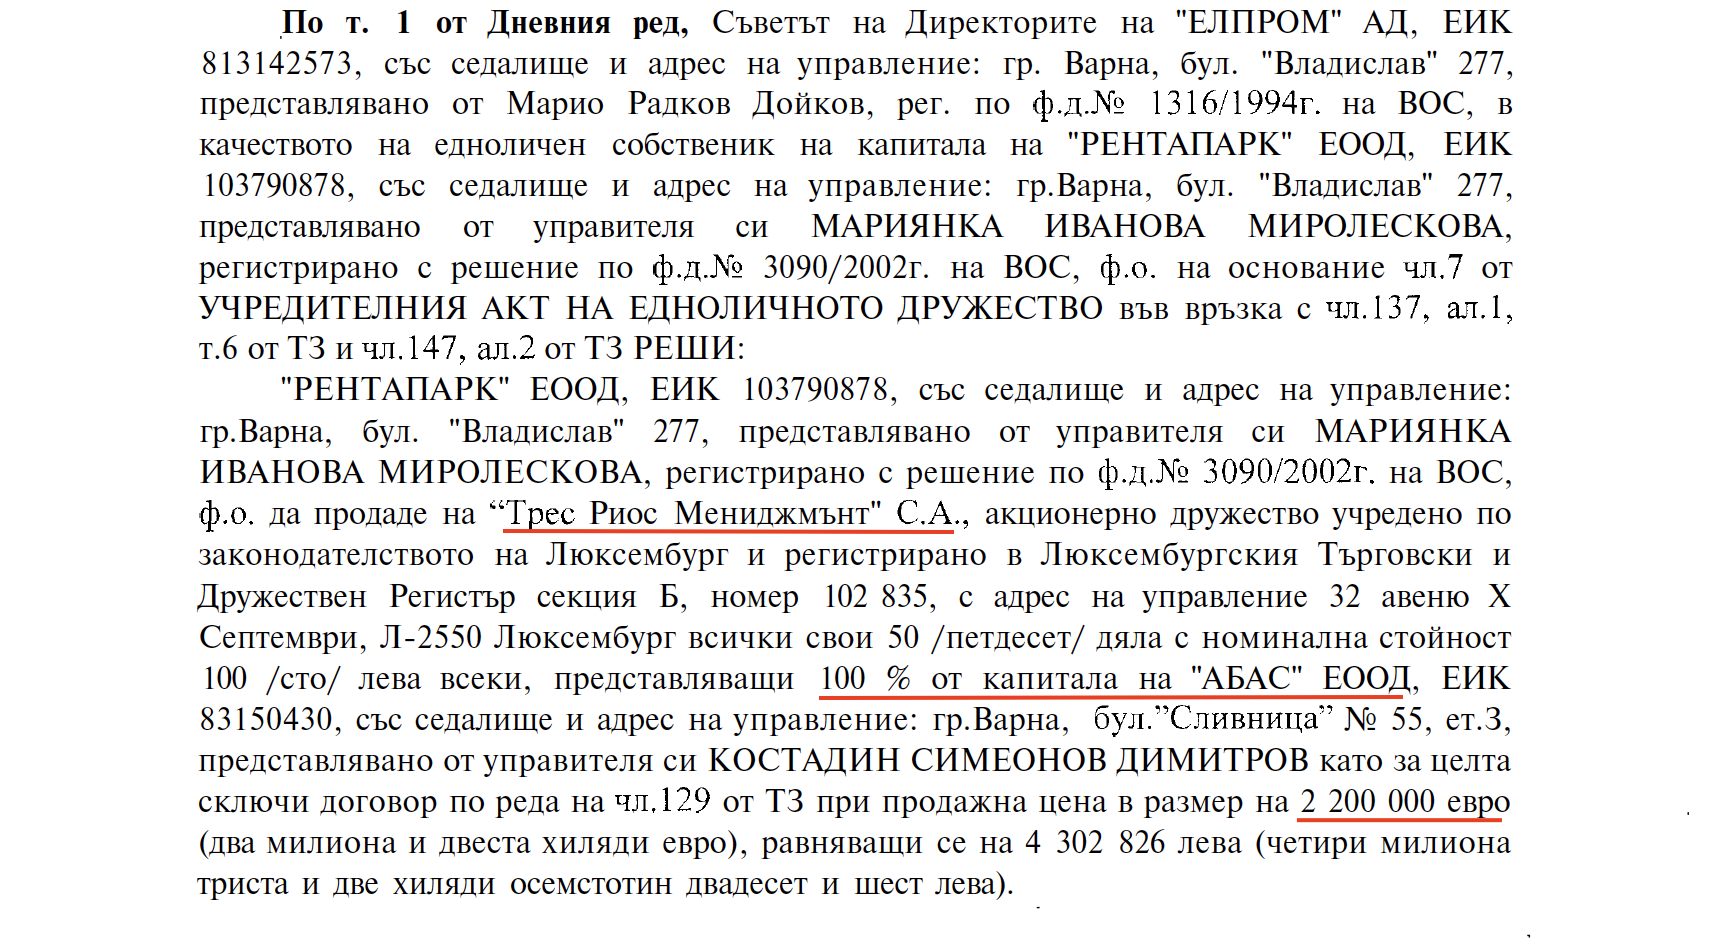 По т. 1 от Дневния ред, Съветът на Директорите на "ЕЛПРОМ" АД, ЕИК
813142573, със седалище и адрес на управление: гр. Варна, бул. "Владислав" 277,
представлявано от Марио Радков Дойков, рег. по ф.д.№ 1316/1994г. на ВОС, в
качеството на едноличен собственик на капитала на "РЕНТАПАРК" ЕООД, ЕИК
103790878, със седалище и адрес на управление: гр.Варна, бул. "Владислав" 277,
представлявано от управителя си МАРИЯНКА ИВАНОВА МИРОЛЕСКОВА,
регистрирано с решение по ф.д.№ 3090/2002г. на ВОС, ф.о. на основание чл.7 от
УЧРЕДИТЕЛНИЯ АКТ НА ЕДНОЛИЧНОТО ДРУЖЕСТВО във връзка с чл.137, ал.1,
т.6 от ТЗ и чл.147, ал.2 от ТЗ РЕШИ:
"РЕНТАПАРК" ЕООД, ЕИК 103790878, със седалище и адрес на управление:
гр.Варна, бул. "Владислав" 277, представлявано от управителя си МАРИЯНКА
ИВАНОВА МИРОЛЕСКОВА, регистрирано с решение по ф.д.№ 3090/2002г. на ВОС,
ф.о. да продаде на “Трес Риос Мениджмънт" С.А., акционерно дружество учредено по
законодателството на Люксембург и регистрирано в Люксембургския Търговски и
Дружествен Регистър секция Б, номер 102 835, с адрес на управление 32 авеню X
Септември, Л-2550 Люксембург всички свои 50 /петдесет/ дяла с номинална стойност
100 /сто/ лева всеки, представляващи 100 % от капитала на "АБАС" ЕООД, ЕИК
83150430, със седалище и адрес на управление: гр.Варна, бул.”Сливница” № 55, ет.З,
представлявано от управителя си КОСТАДИН СИМЕОНОВ ДИМИТРОВ като за целта
сключи договор по реда на чл.129 от ТЗ при продажна цена в размер на 2 200 000 евро
(два милиона и двеста хиляди евро), равняващи се на 4 302 826 лева (четири милиона
триста и две хиляди осемстотин двадесет и шест лева).